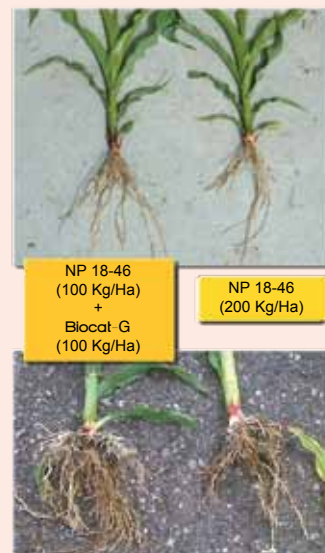 NP 18-46
(100 Kg/Ha)
+
Biocat-G
(100 Kg/Ha)
NP 18-46
(200 Kg/Ha)